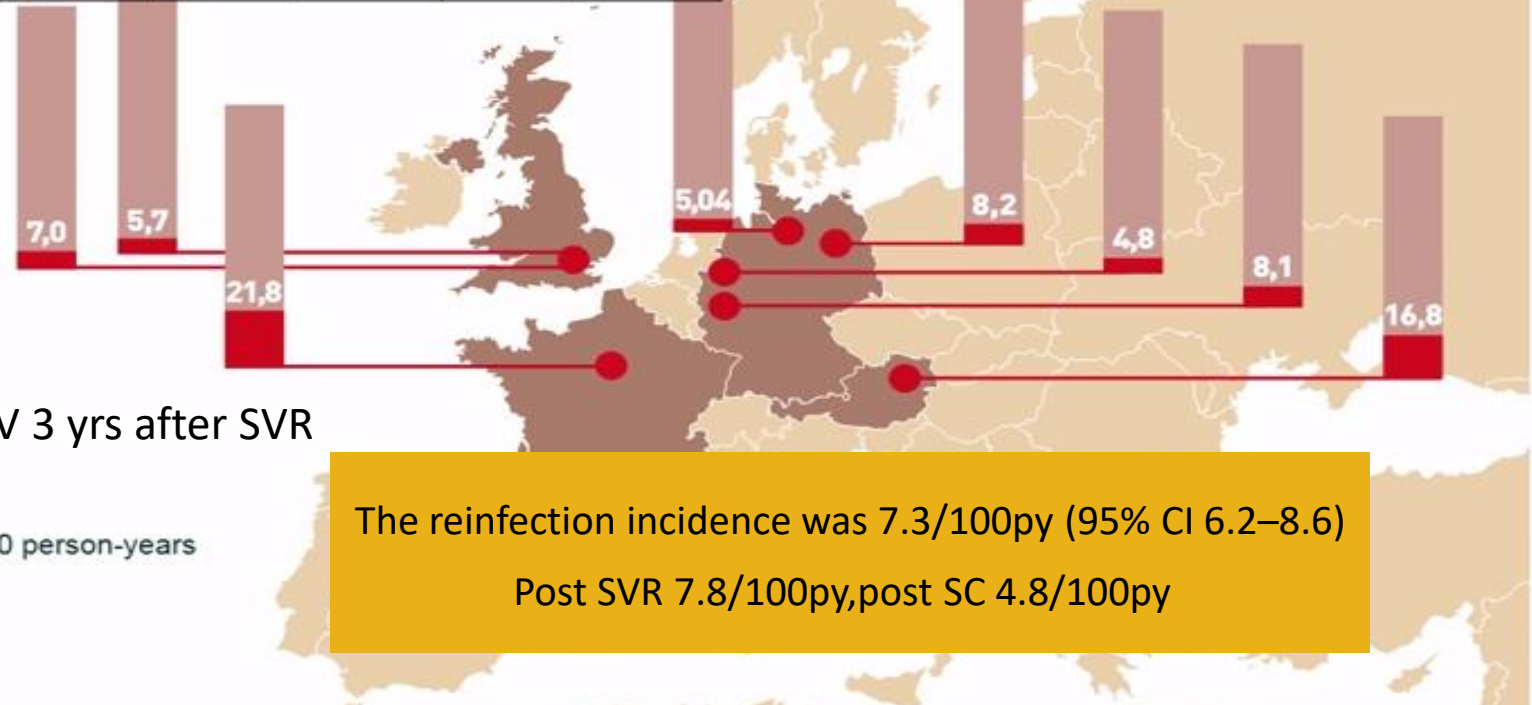 5,04
8,2
5,7
7,0
4,8
8,1
21,8
16,8
V 3 yrs after SVR
The reinfection incidence was 7.3/100py (95% CI 6.2–8.6)
0 person-years
Post SVR 7.8/100py,post SC 4.8/100py